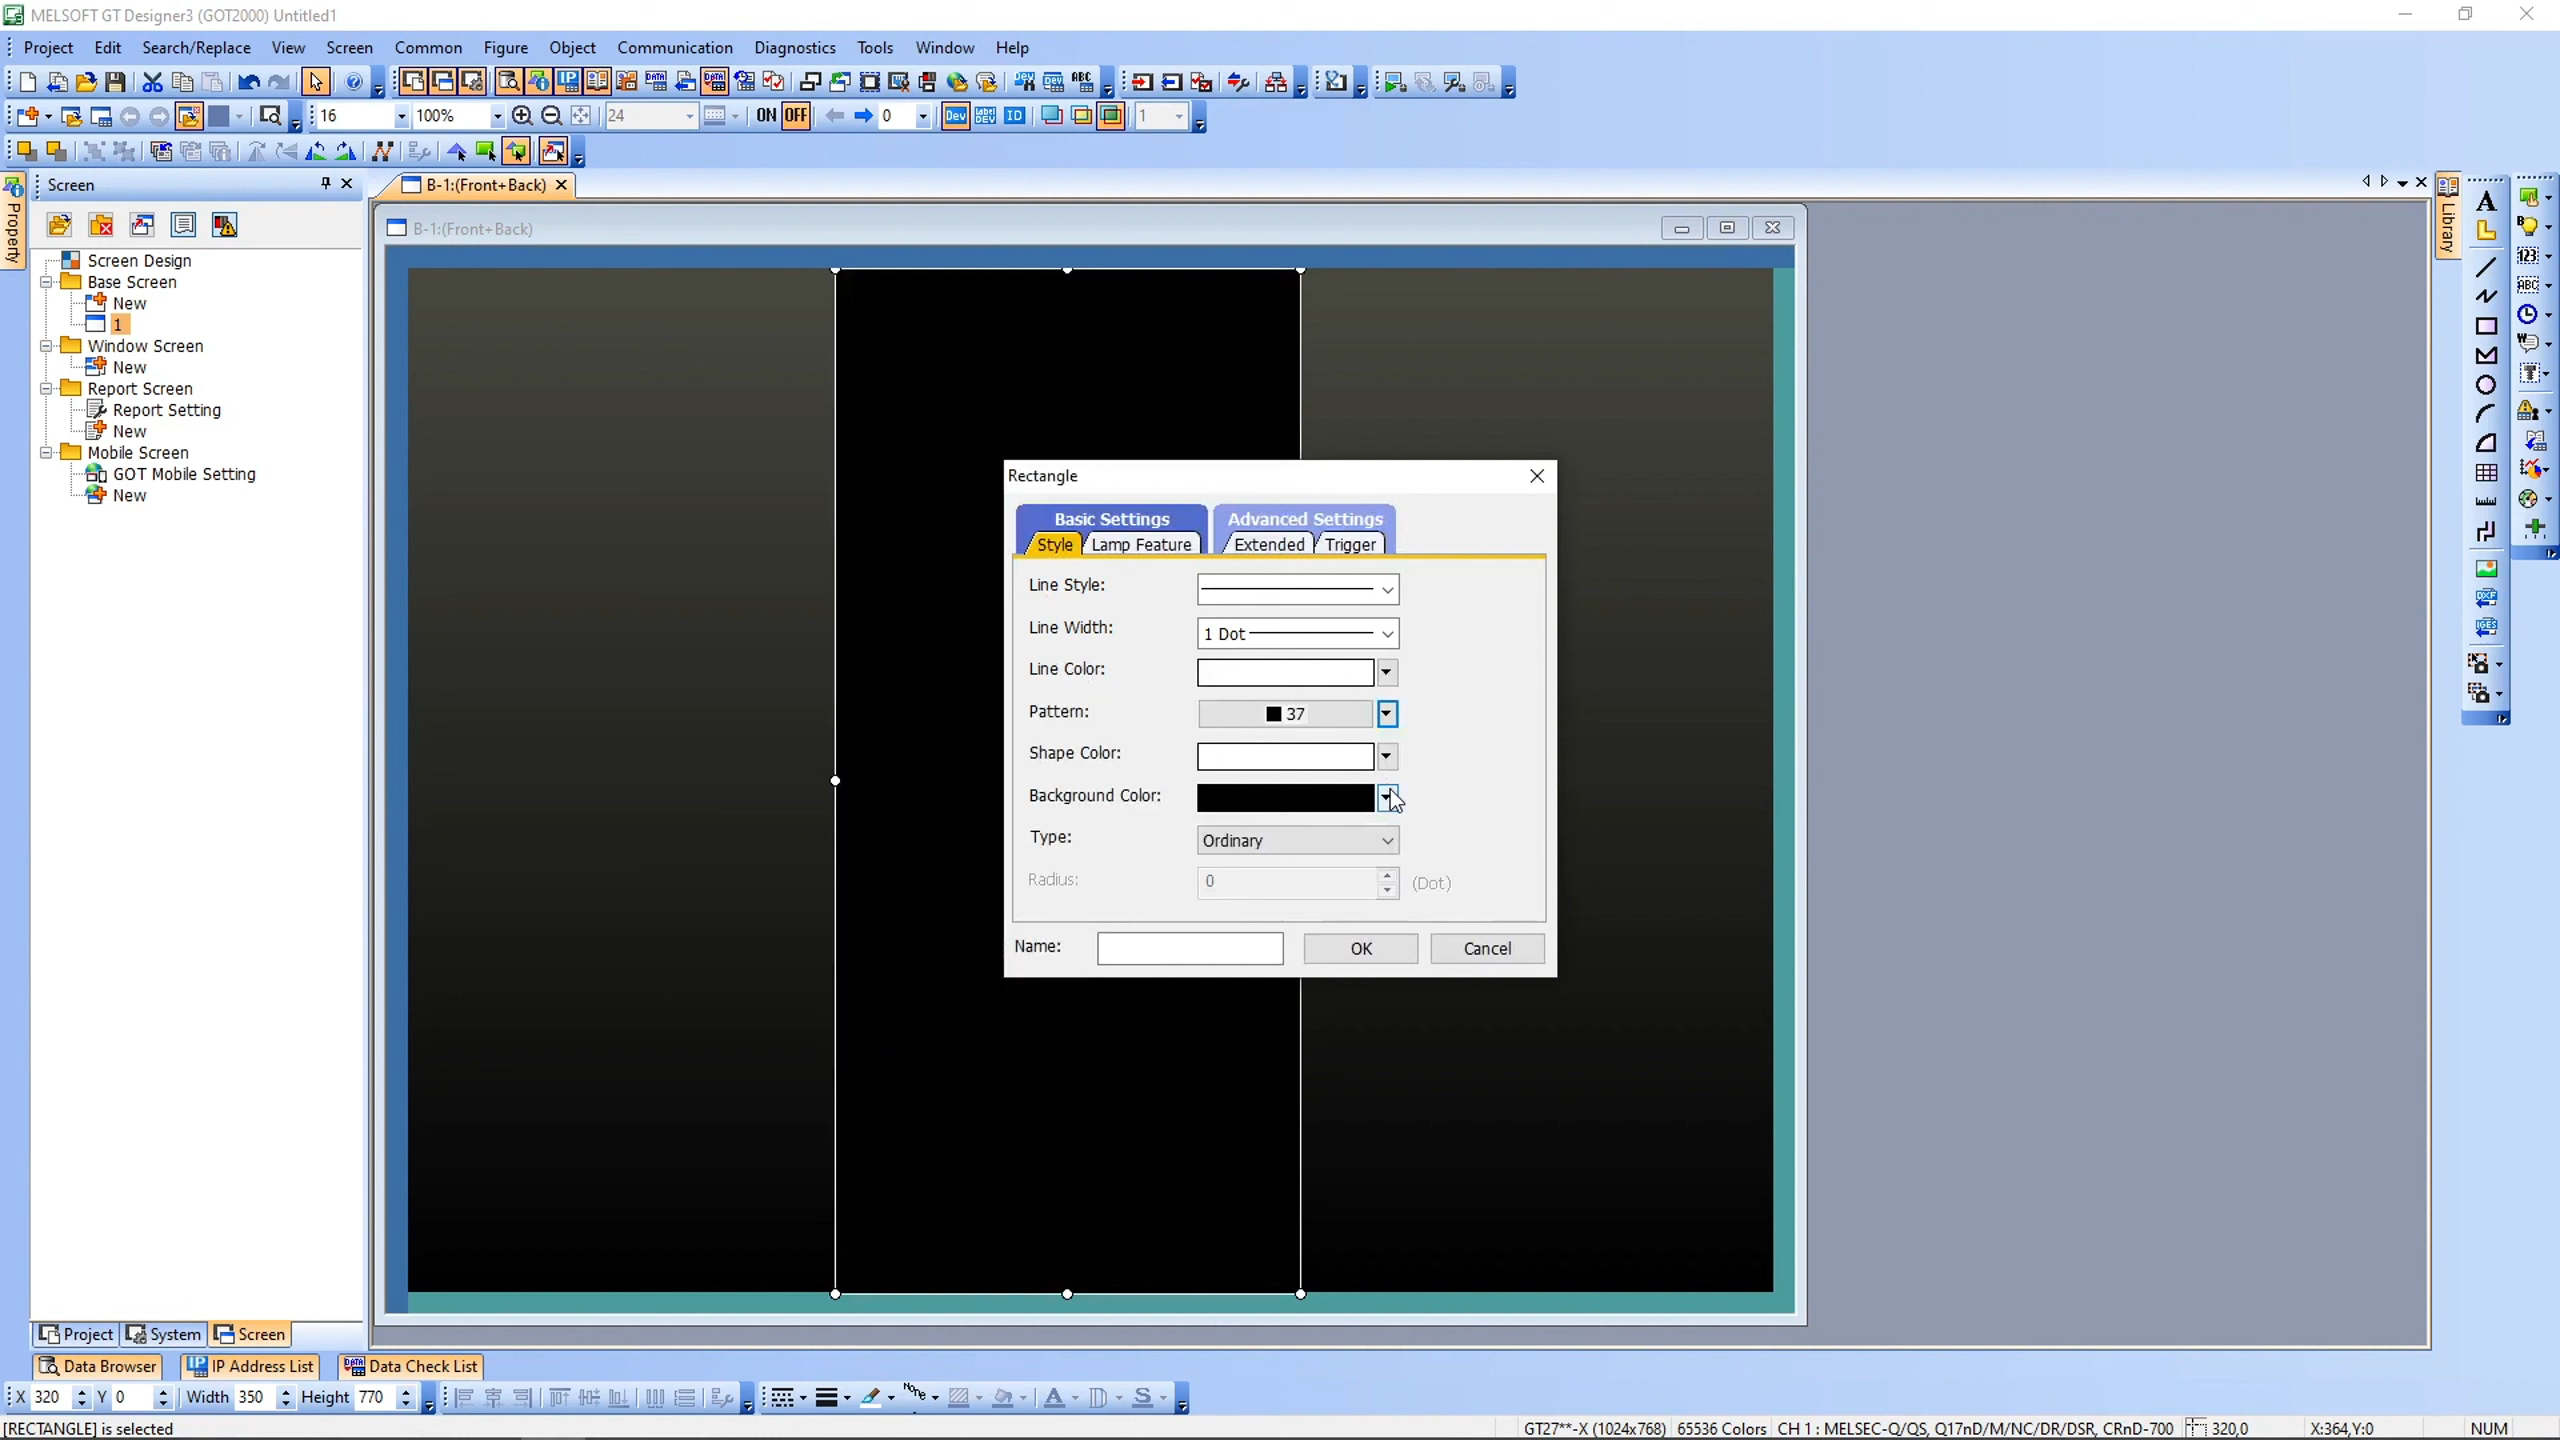 MELSOFT GT Designer3 (GOT2000) Untitled1
Project Edit Search/Replace View Screen Common Figure Object Communication Diagnostics Tools Window Help
16 100% 24 ON OFF 0 Dev ID 1
Screen B-1:(Front+Back)
Property
Library
B-1:(Front+Back)
Screen Design
Base Screen
New
1
Window Screen
New
Report Screen
Report Setting
New
Mobile Screen
GOT Mobile Setting
New
Rectangle
Basic Settings Advanced Settings
Style Lamp Feature Extended Trigger
Line Style:
Line Width: 1 Dot
Line Color:
Pattern: 37
Shape Color:
Background Color:
Type: Ordinary
Radius: 0 (Dot)
Name: OK Cancel
Project System Screen
Data Browser IP Address List Data Check List
X 320 Y 0 Width 350 Height 770 None
[RECTANGLE] is selected GT27**-X (1024x768) 65536 Colors CH 1 : MELSEC-Q/QS, Q17nD/M/NC/DR/DSR, CRnD-700 320,0 X:364,Y:0 NUM